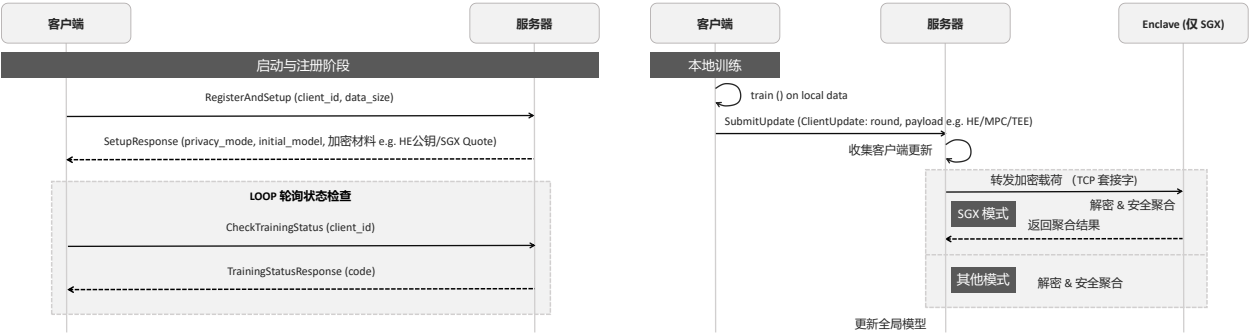 客户端
服务器
启动与注册阶段
RegisterAndSetup (client_id, data_size)
SetupResponse (privacy_mode, initial_model, 加密材料 e.g. HE公钥/SGX Quote)
LOOP 轮询状态检查
CheckTrainingStatus (client_id)
TrainingStatusResponse (code)
客户端
服务器
Enclave (仅 SGX)
本地训练
train () on local data
SubmitUpdate (ClientUpdate: round, payload e.g. HE/MPC/TEE)
收集客户端更新
转发加密载荷 （TCP 套接字)
解密 & 安全聚合
SGX 模式
返回聚合结果
其他模式
解密 & 安全聚合
更新全局模型